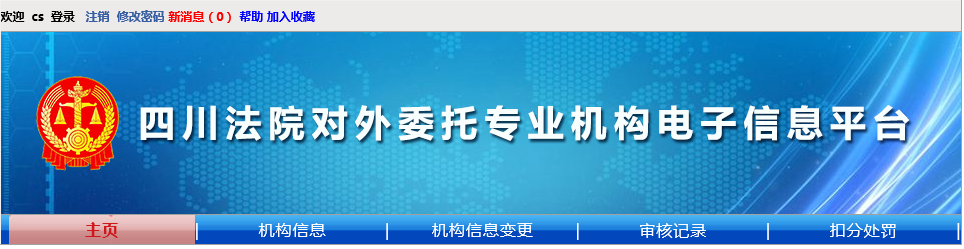 欢迎 cs 登录 注销 修改密码 新消息（0） 帮助 加入收藏
四川法院对外委托专业机构电子信息平台
主页 | 机构信息 | 机构信息变更 | 审核记录 | 扣分处罚 |